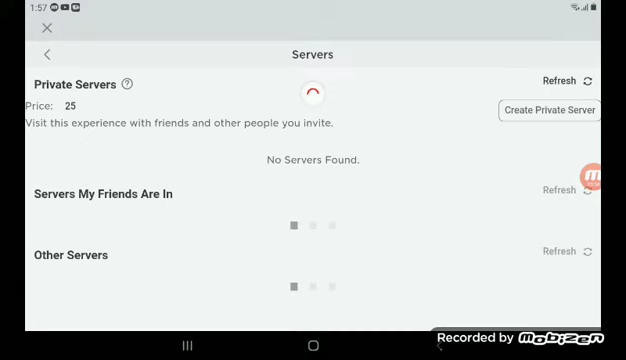 1:57
Servers
Private Servers ?
Refresh
Price: 25
Create Private Server
Visit this experience with friends and other people you invite.
No Servers Found.
Servers My Friends Are In
Refresh
Other Servers
Refresh
Recorded by mobizen